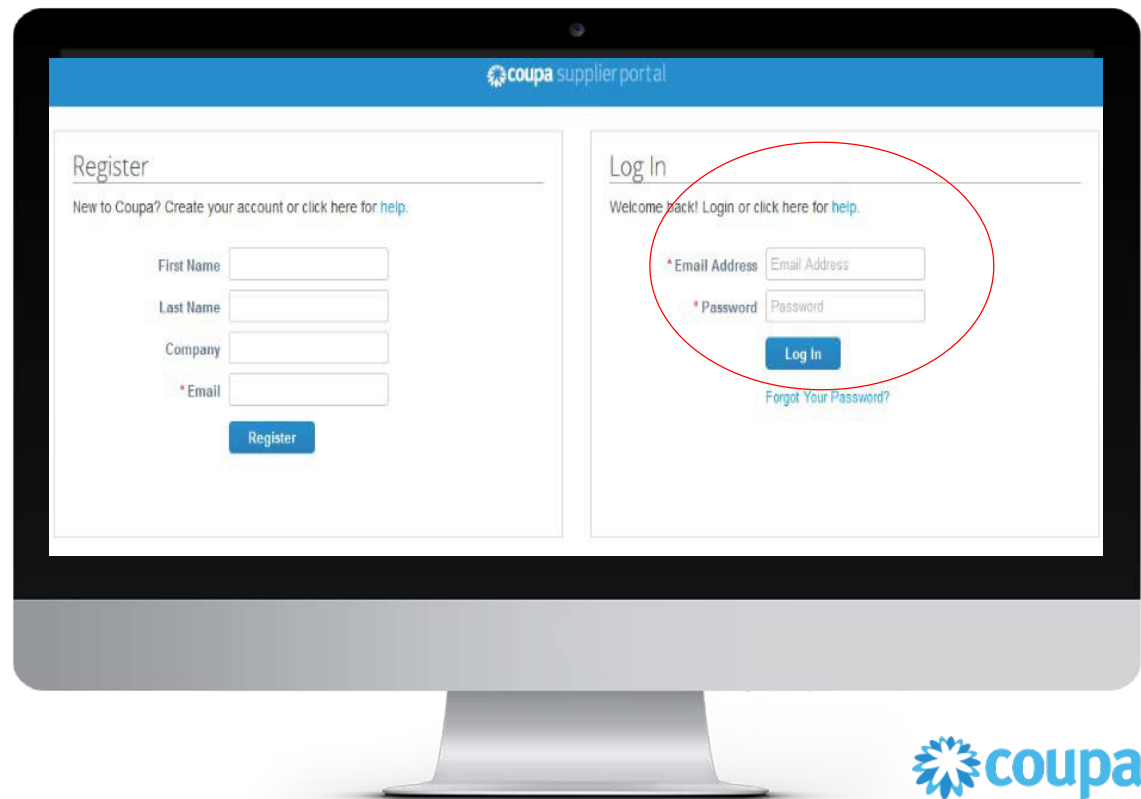 coupa supplier portal
Register
New to Coupa? Create your account or click here for help.
First Name
Last Name
Company
* Email
Register
Log In
Welcome back! Login or click here for help.
* Email Address Email Address
* Password Password
Log In
Forgot Your Password?
coupa